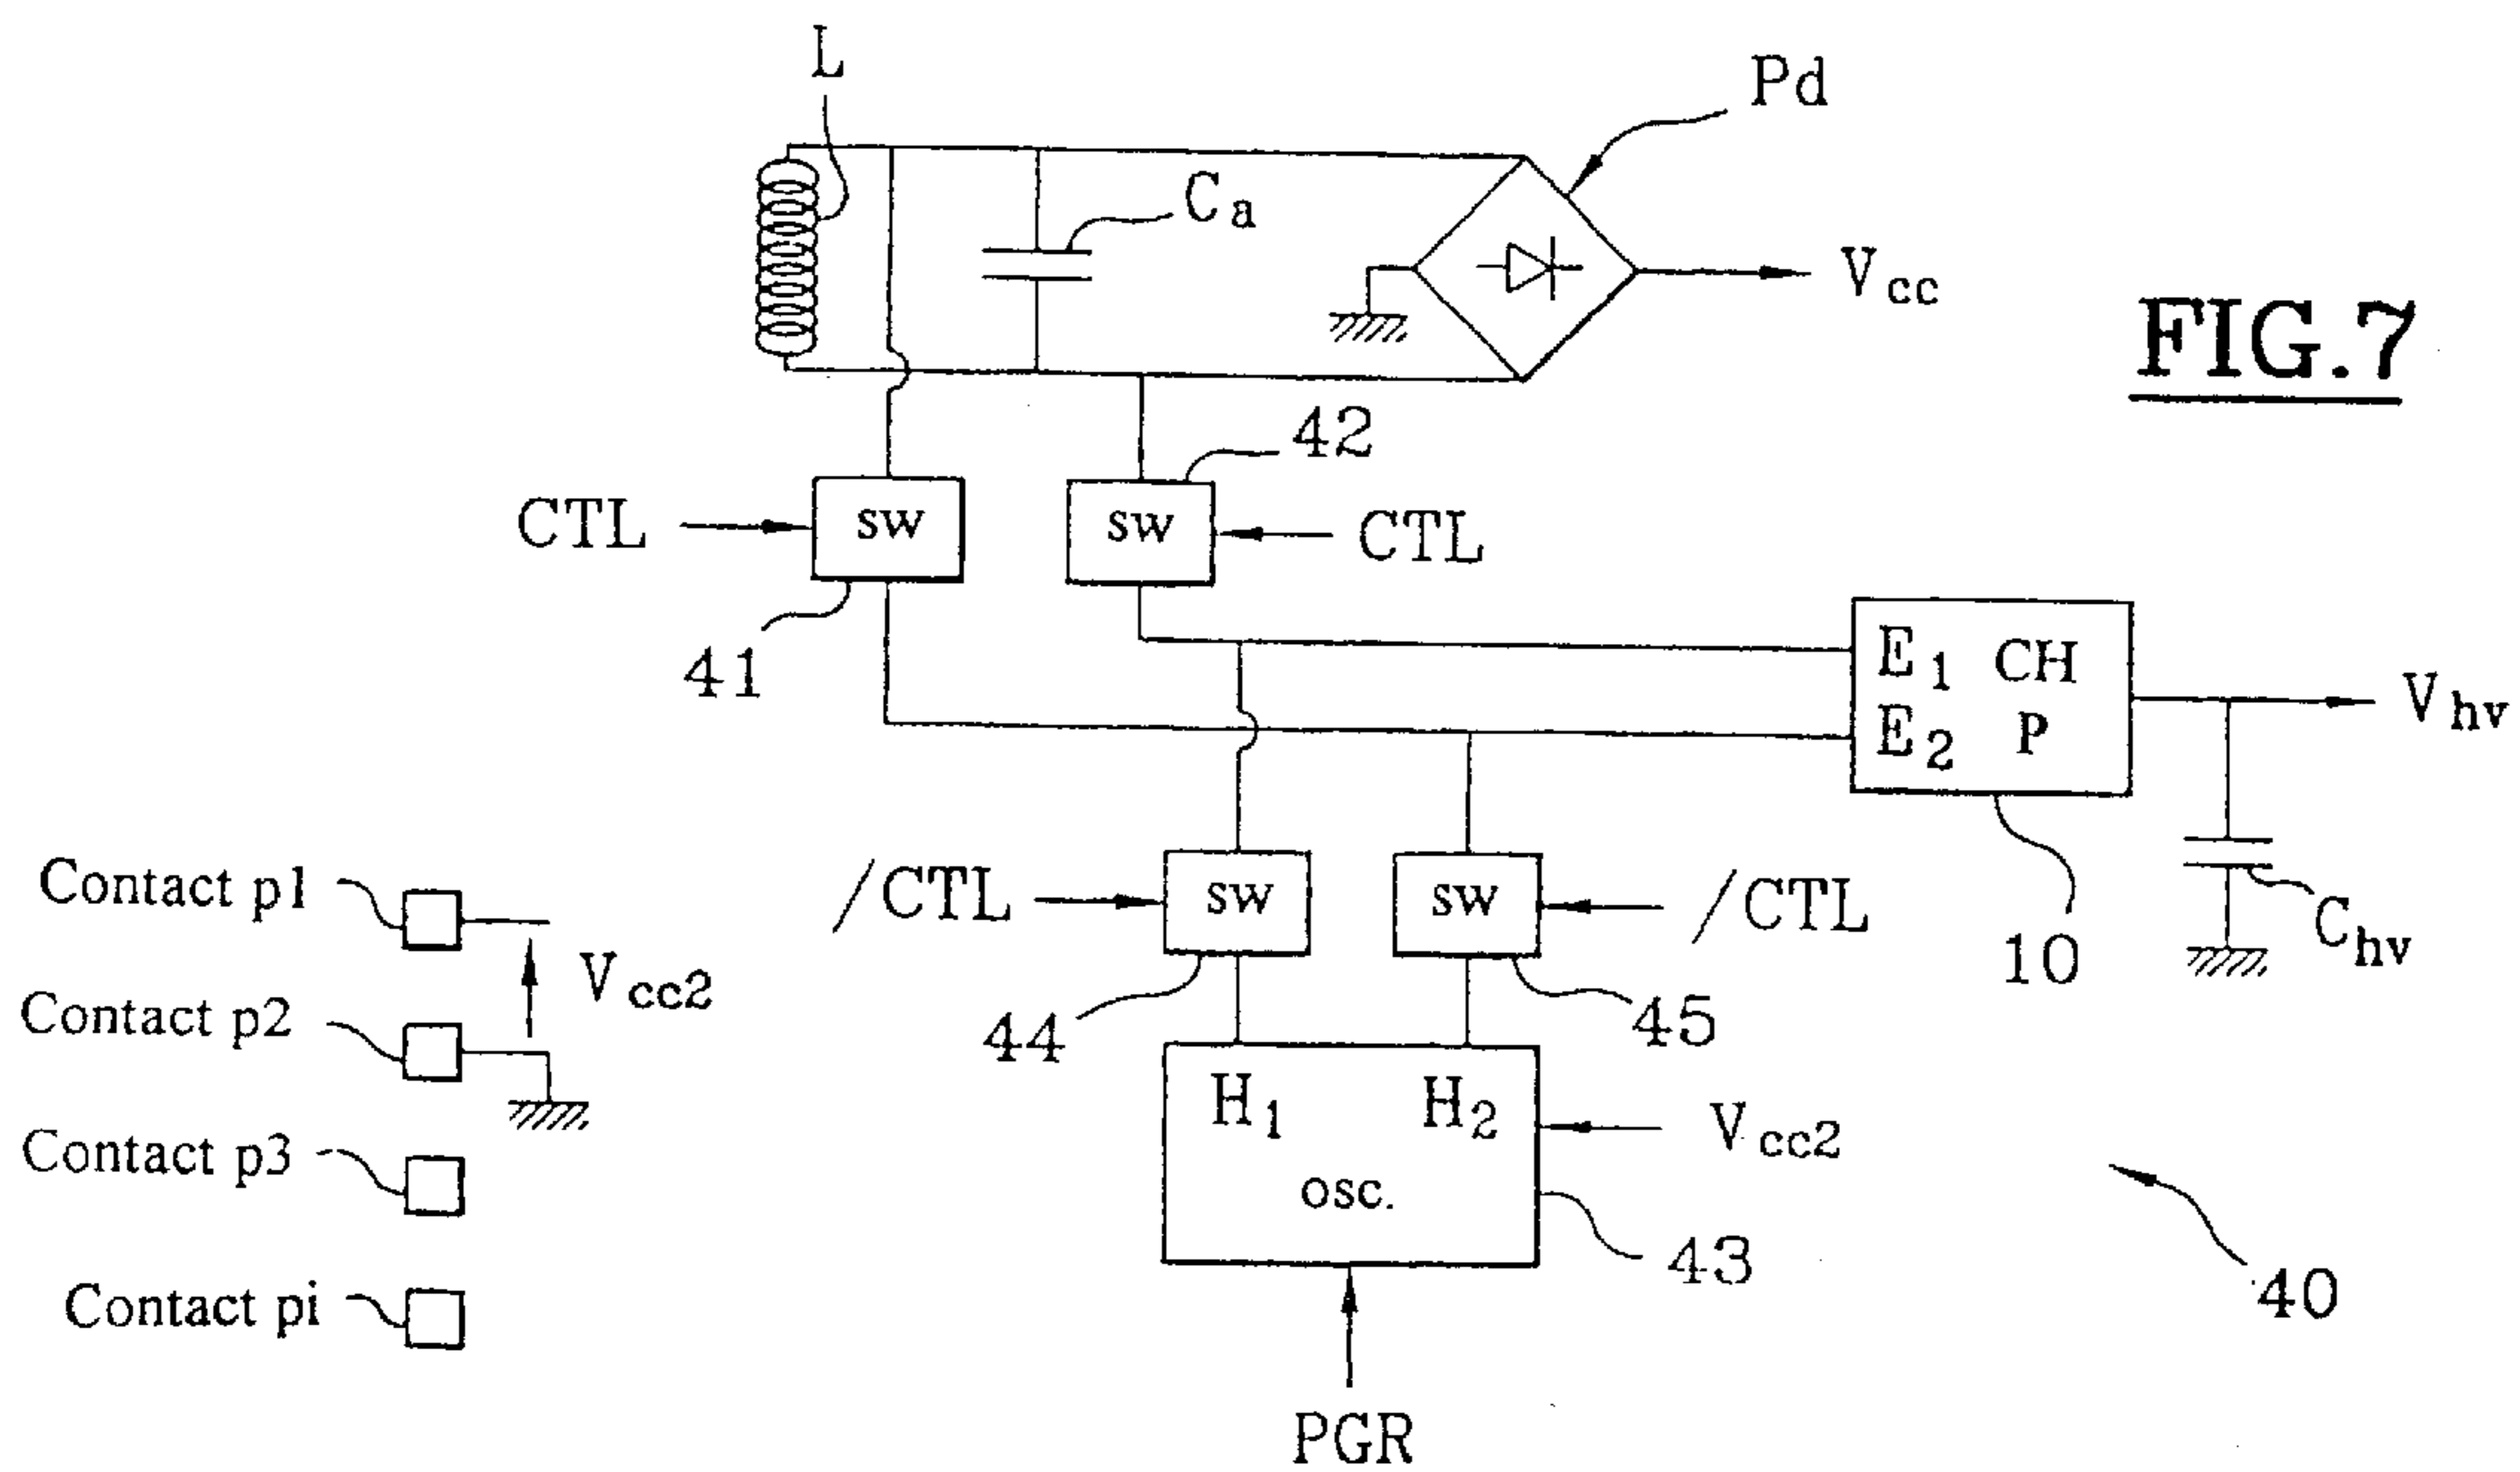 L
Pd
Ca
Vcc
FIG.7
42
CTL
sw
sw
CTL
41
E1 CH
E2 P
Vhv
Contact p1
/CTL
sw
sw
/CTL
Chv
10
Vcc2
Contact p2
44
45
H1 H2
Vcc2
Contact p3
osc.
43
40
Contact pi
PGR